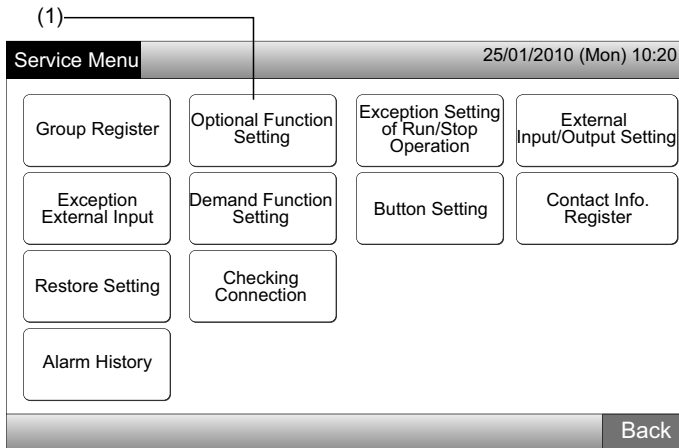 (1)
Service Menu
25/01/2010 (Mon) 10:20
Group Register
Optional Function
Setting
Exception Setting
of Run/Stop
Operation
External
Input/Output Setting
Exception
External Input
Demand Function
Setting
Button Setting
Contact Info.
Register
Restore Setting
Checking
Connection
Alarm History
Back